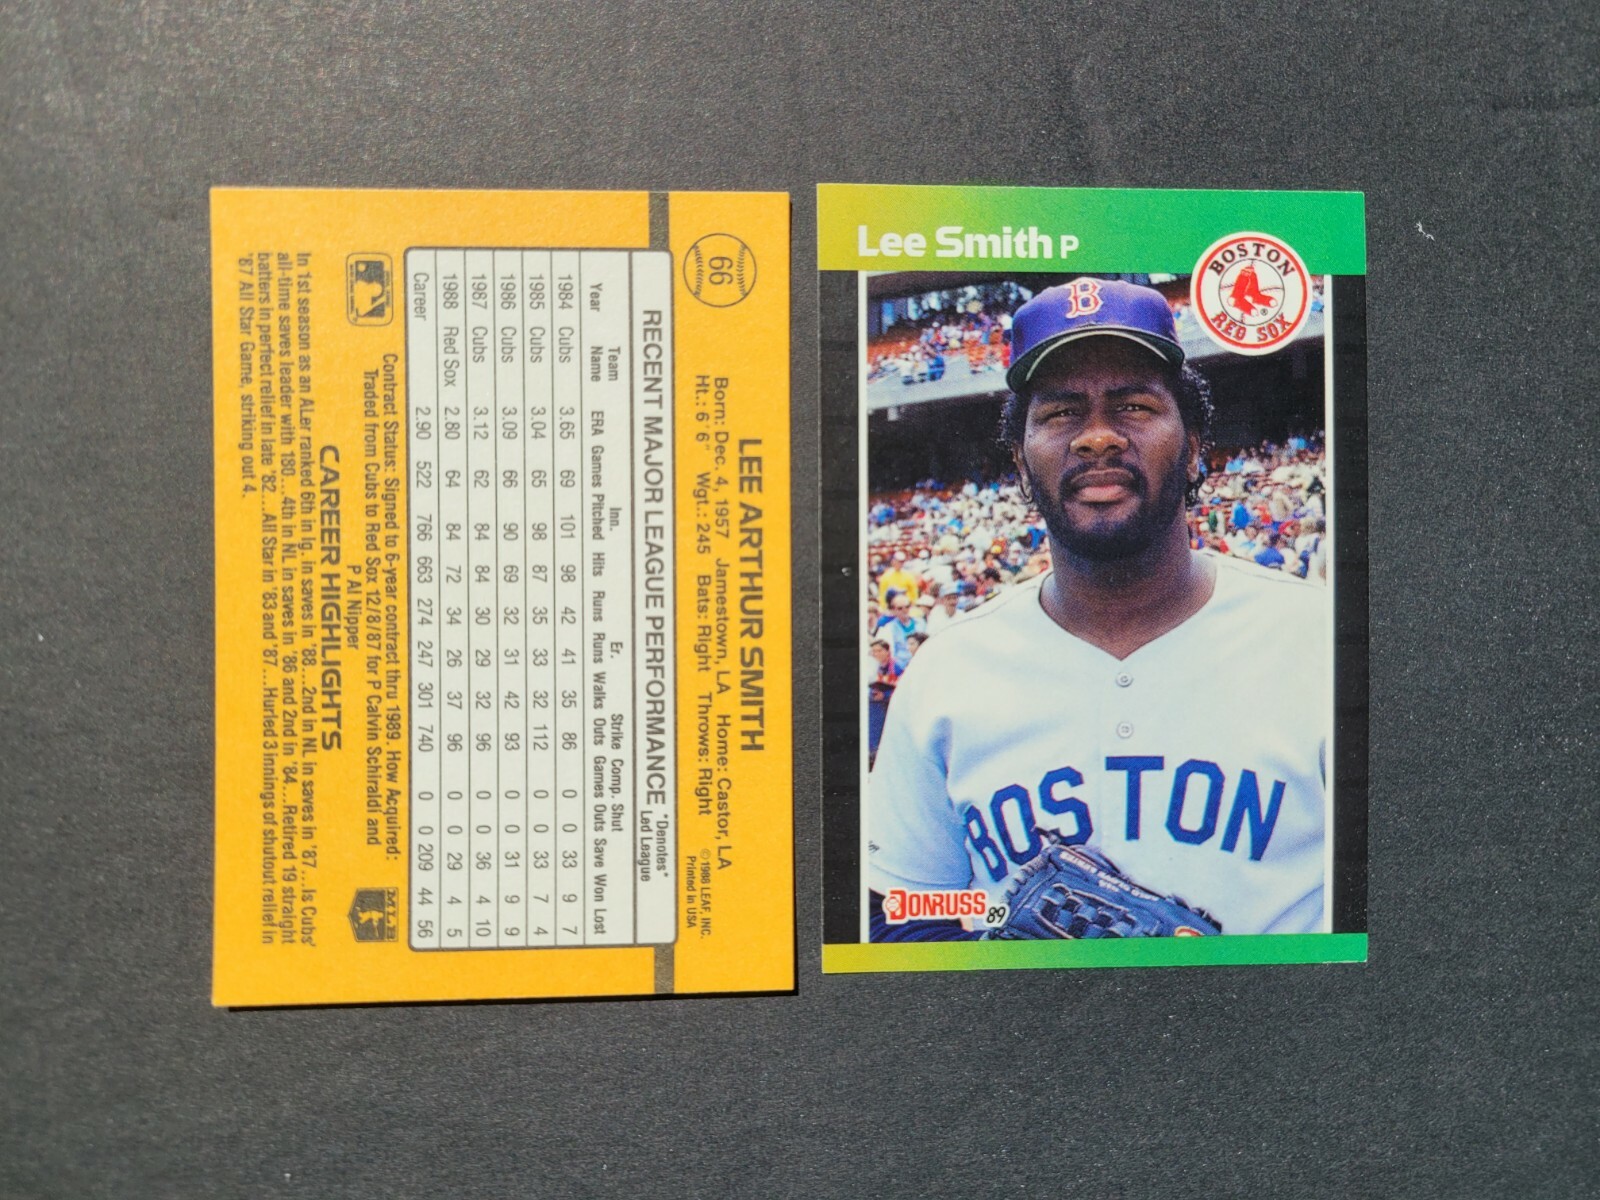 66
LEE ARTHUR SMITH
Born: Dec. 4, 1957 Jamestown, LA Home: Castor, LA
Ht.: 6'6" Wgt.: 245 Bats: Right Throws: Right
©1988 LEAF, INC.
Printed in USA
RECENT MAJOR LEAGUE PERFORMANCE
*Denotes*
Led League
Team Inn. Er. Strike Comp. Shut
Year Name ERA Games Pitched Hits Runs Runs Walks Outs Games Outs Save Won Lost
1984 Cubs 3.65 69 101 98 42 41 35 86 0 0 33 9 7
1985 Cubs 3.04 65 98 87 35 33 32 112 0 0 33 7 4
1986 Cubs 3.09 66 90 69 32 31 42 93 0 0 31 9 9
1987 Cubs 3.12 62 84 84 30 29 32 96 0 0 36 4 10
1988 Red Sox 2.80 64 84 72 34 26 37 96 0 0 29 4 5
Career 2.90 522 766 663 274 247 301 740 0 0 209 44 56
Contract Status: Signed to 6-year contract thru 1989. How Acquired:
Traded from Cubs to Red Sox 12/8/87 for P Calvin Schiraldi and
P Al Nipper
MLB
CAREER HIGHLIGHTS
In 1st season as an ALer ranked 6th in lg. in saves in '88...2nd in NL in saves in '87...Is Cubs'
all-time saves leader with 180...4th in NL in saves in '86 and 2nd in '84...Retired 19 straight
batters in perfect relief in late '82...All Star in '83 and '87...Hurled 3 innings of shutout relief in
'87 All Star Game, striking out 4.
Lee Smith P
BOSTON
RED SOX
®
B
BOSTON
DONRUSS 89